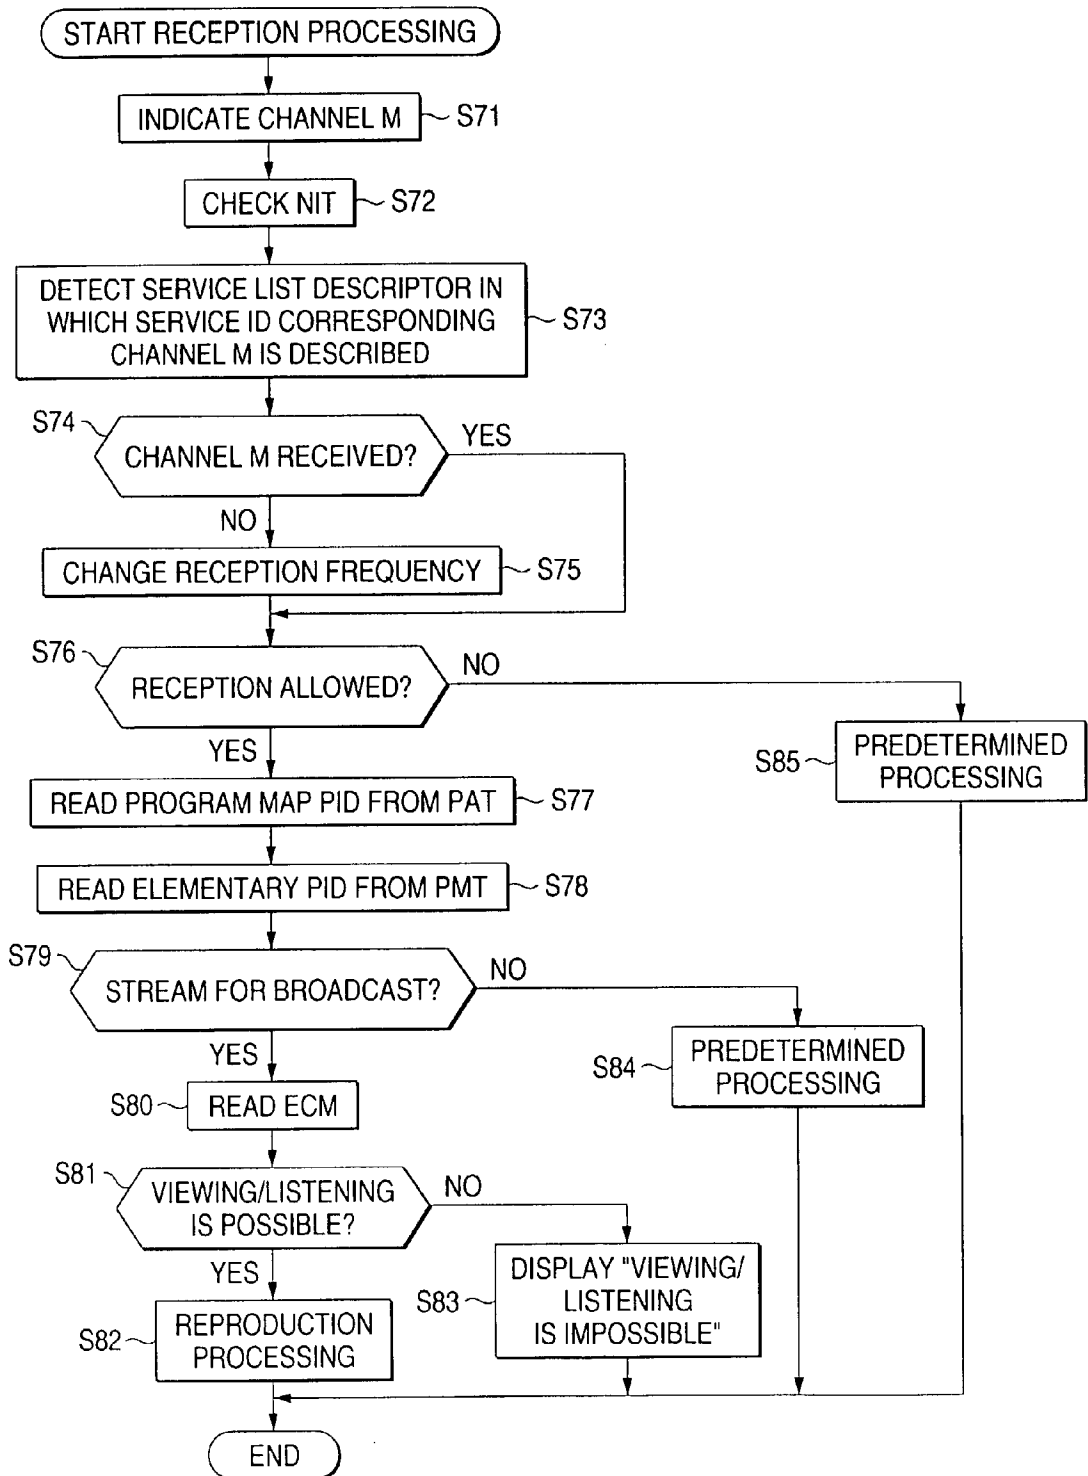 START RECEPTION PROCESSING
INDICATE CHANNEL M
S71
CHECK NIT
S72
DETECT SERVICE LIST DESCRIPTOR IN
WHICH SERVICE ID CORRESPONDING
CHANNEL M IS DESCRIBED
S73
S74
CHANNEL M RECEIVED?
YES
NO
CHANGE RECEPTION FREQUENCY
S75
S76
RECEPTION ALLOWED?
NO
YES
S85
PREDETERMINED
PROCESSING
READ PROGRAM MAP PID FROM PAT
S77
READ ELEMENTARY PID FROM PMT
S78
S79
STREAM FOR BROADCAST?
NO
YES
S84
PREDETERMINED
PROCESSING
S80
READ ECM
S81
VIEWING/LISTENING
IS POSSIBLE?
NO
YES
S83
DISPLAY "VIEWING/
LISTENING
IS IMPOSSIBLE"
S82
REPRODUCTION
PROCESSING
END